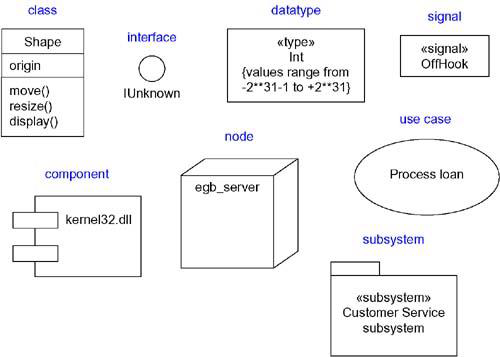 class
Shape
origin
move()
resize()
display()
interface
IUnknown
datatype
«type»
Int
{values range from
-2**31-1 to +2**31}
signal
«signal»
OffHook
component
kernel32.dll
node
egb_server
use case
Process loan
subsystem
«subsystem»
Customer Service
subsystem